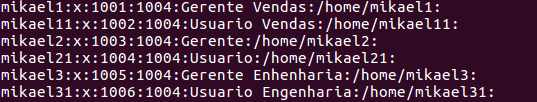 mikael1:x:1001:1004:Gerente Vendas:/home/mikael1:
mikael11:x:1002:1004:Usuario Vendas:/home/mikael11:
mikael2:x:1003:1004:Gerente:/home/mikael2:
mikael21:x:1004:1004:Usuario:/home/mikael21:
mikael3:x:1005:1004:Gerente Enhenharia:/home/mikael3:
mikael31:x:1006:1004:Usuario Engenharia:/home/mikael31: